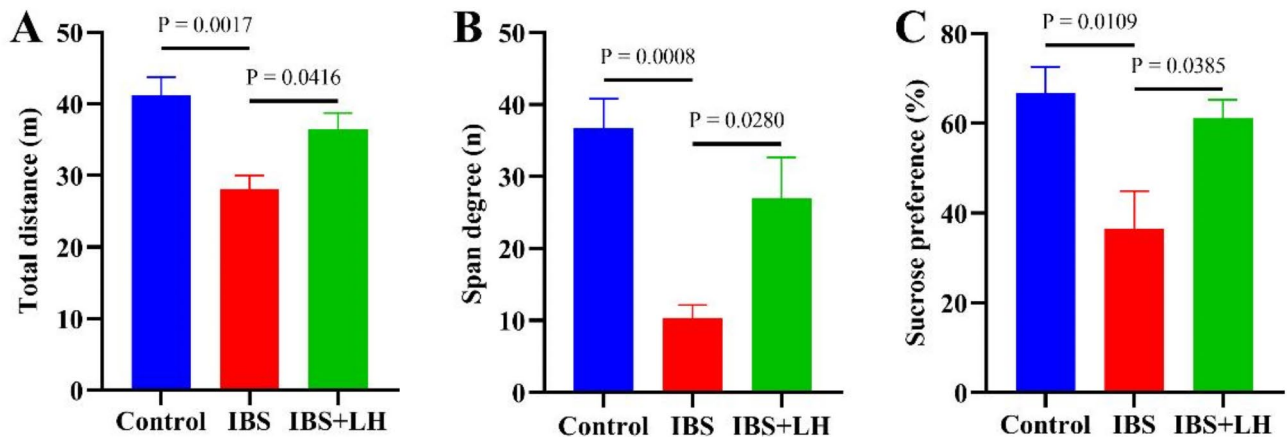 A
Total distance (m)
50
40
30
20
10
0
P = 0.0017
P = 0.0416
Control IBS IBS+LH
B
Span degree (n)
50
40
30
20
10
0
P = 0.0008
P = 0.0280
Control IBS IBS+LH
C
Sucrose preference (%)
80
60
40
20
0
P = 0.0109
P = 0.0385
Control IBS IBS+LH